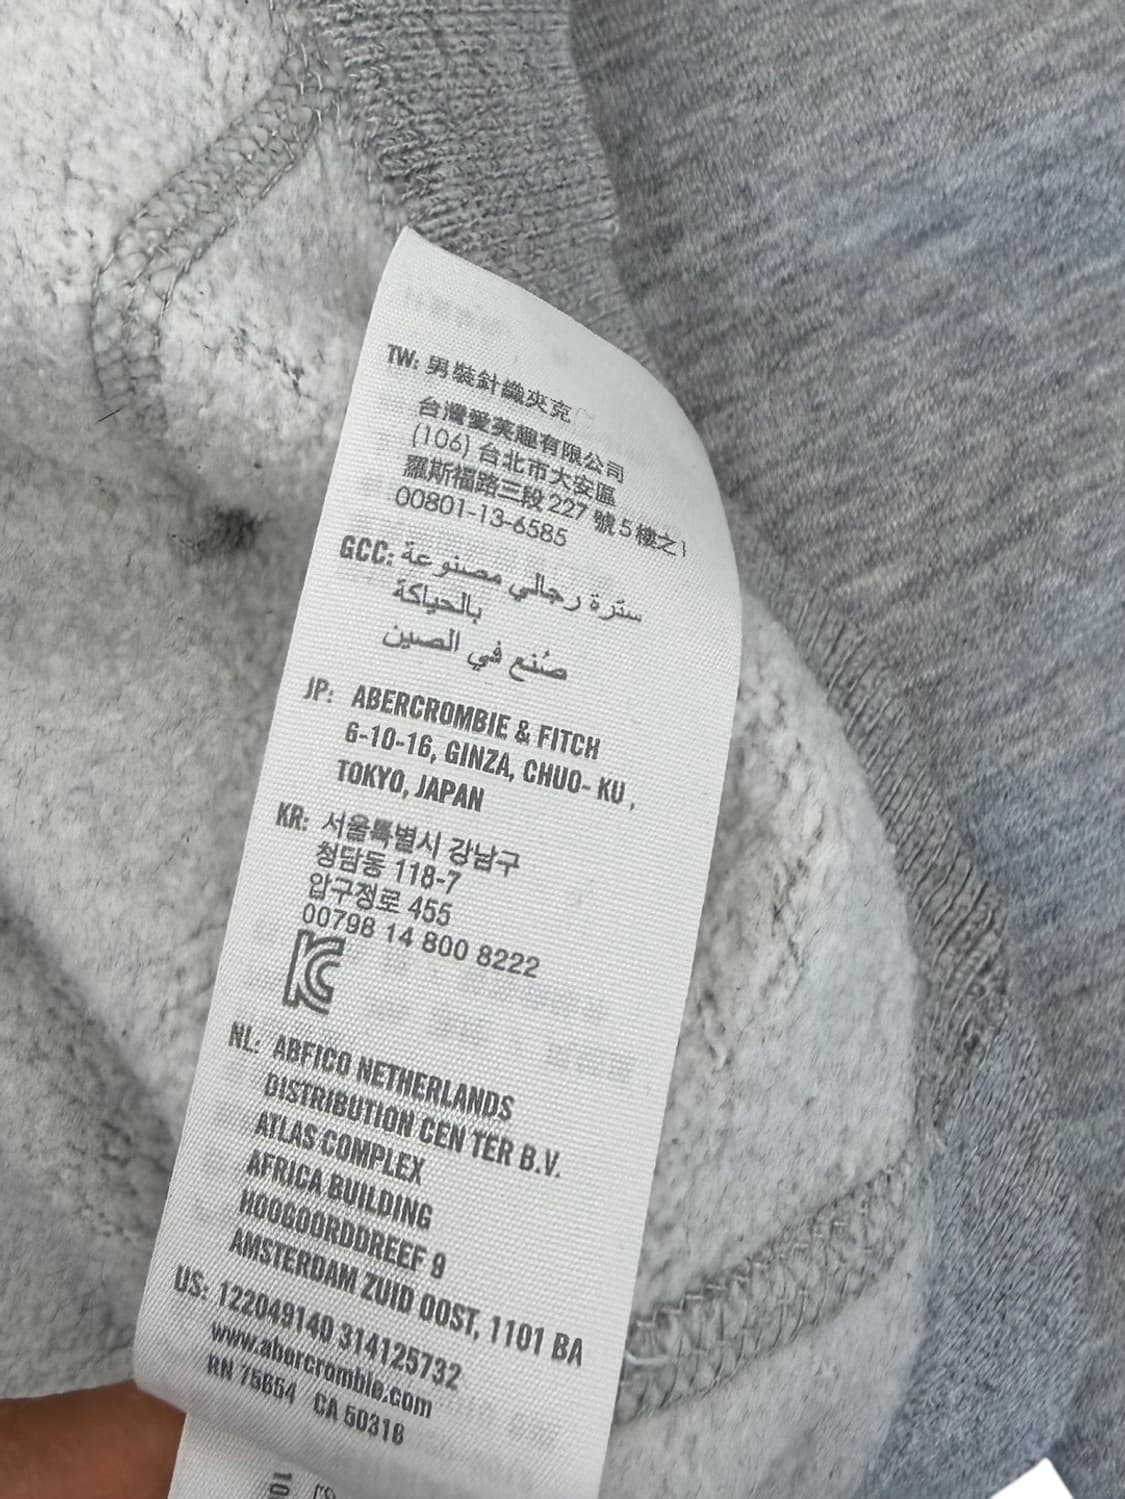 TW: 男裝針織夾克
台灣愛芙趣有限公司
(106) 台北市大安區
羅斯福路三段 227 號 5 樓之1
00801-13-6585
GCC: سترة رجالي مصنوعة
بالحياكة
صُنع في الصين
JP: ABERCROMBIE & FITCH
6-10-16, GINZA, CHUO- KU ,
TOKYO, JAPAN
KR: 서울특별시 강남구
청담동 118-7
압구정로 455
00798 14 800 8222
NL: ABFICO NETHERLANDS
DISTRIBUTION CEN TER B.V.
ATLAS COMPLEX
AFRICA BUILDING
HOOGOORDDREEF 9
AMSTERDAM ZUID OOST, 1101 BA
US: 122049140 314125732
www.abercrombie.com
RN 75654 CA 50316